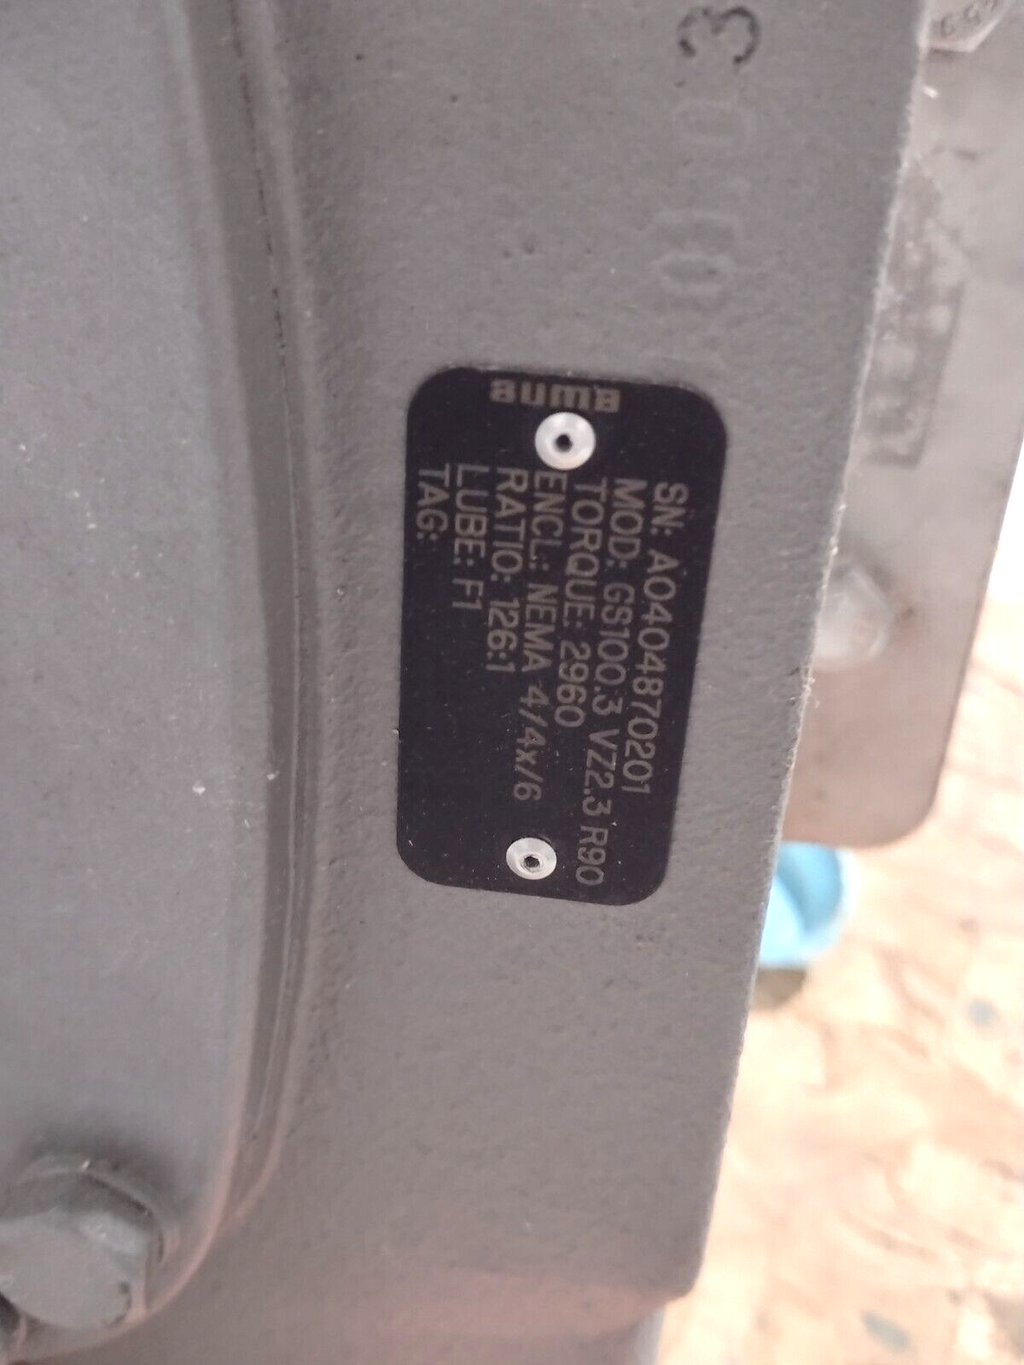 auma
SN: A0404870201
MOD: GS100.3 VZ2.3 R90
TORQUE: 2960
ENCL: NEMA 4/4x/6
RATIO: 126:1
LUBE: F1
TAG:
3